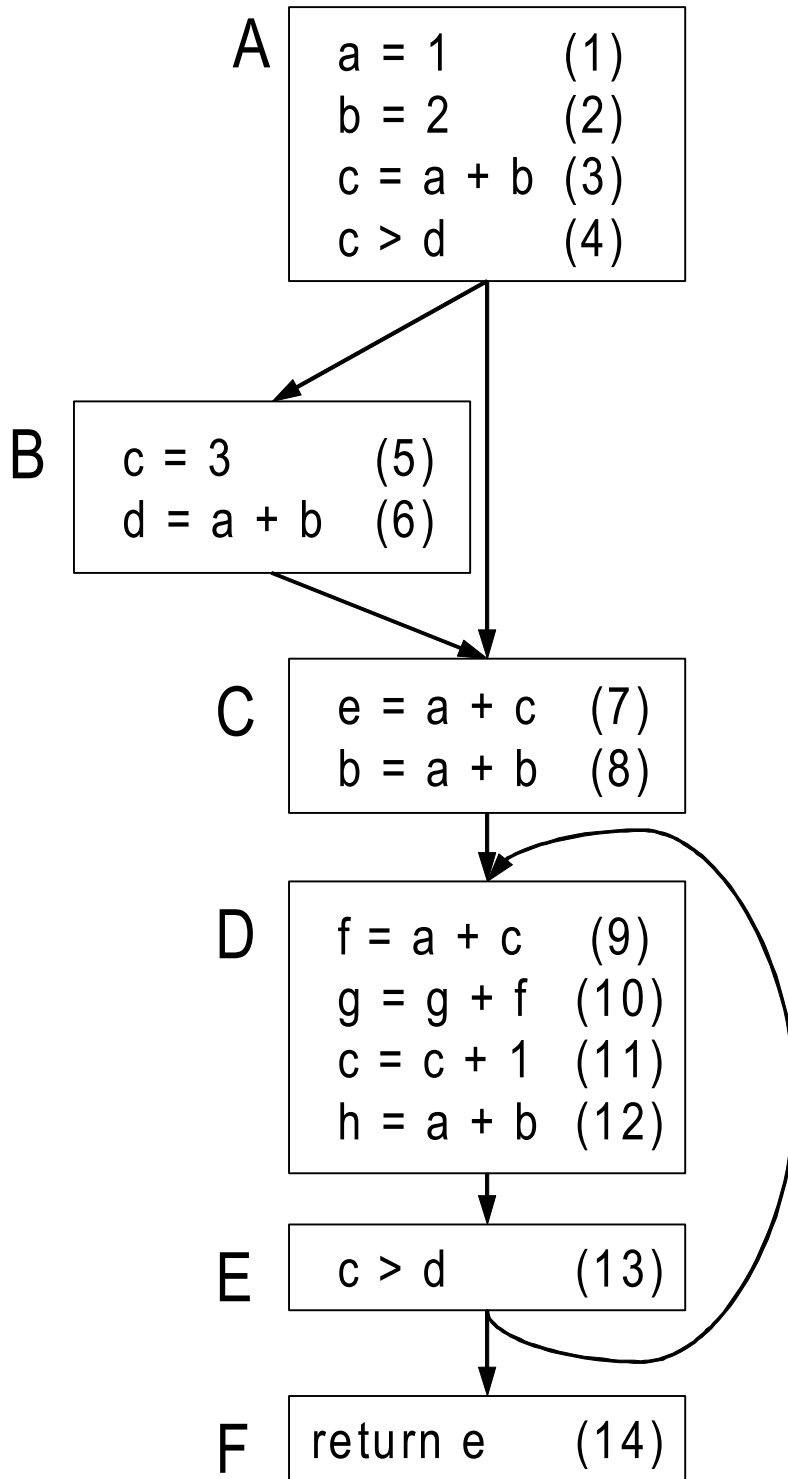 A
a = 1 (1)
b = 2 (2)
c = a + b (3)
c > d (4)
B
c = 3 (5)
d = a + b (6)
C
e = a + c (7)
b = a + b (8)
D
f = a + c (9)
g = g + f (10)
c = c + 1 (11)
h = a + b (12)
E
c > d (13)
F
return e (14)